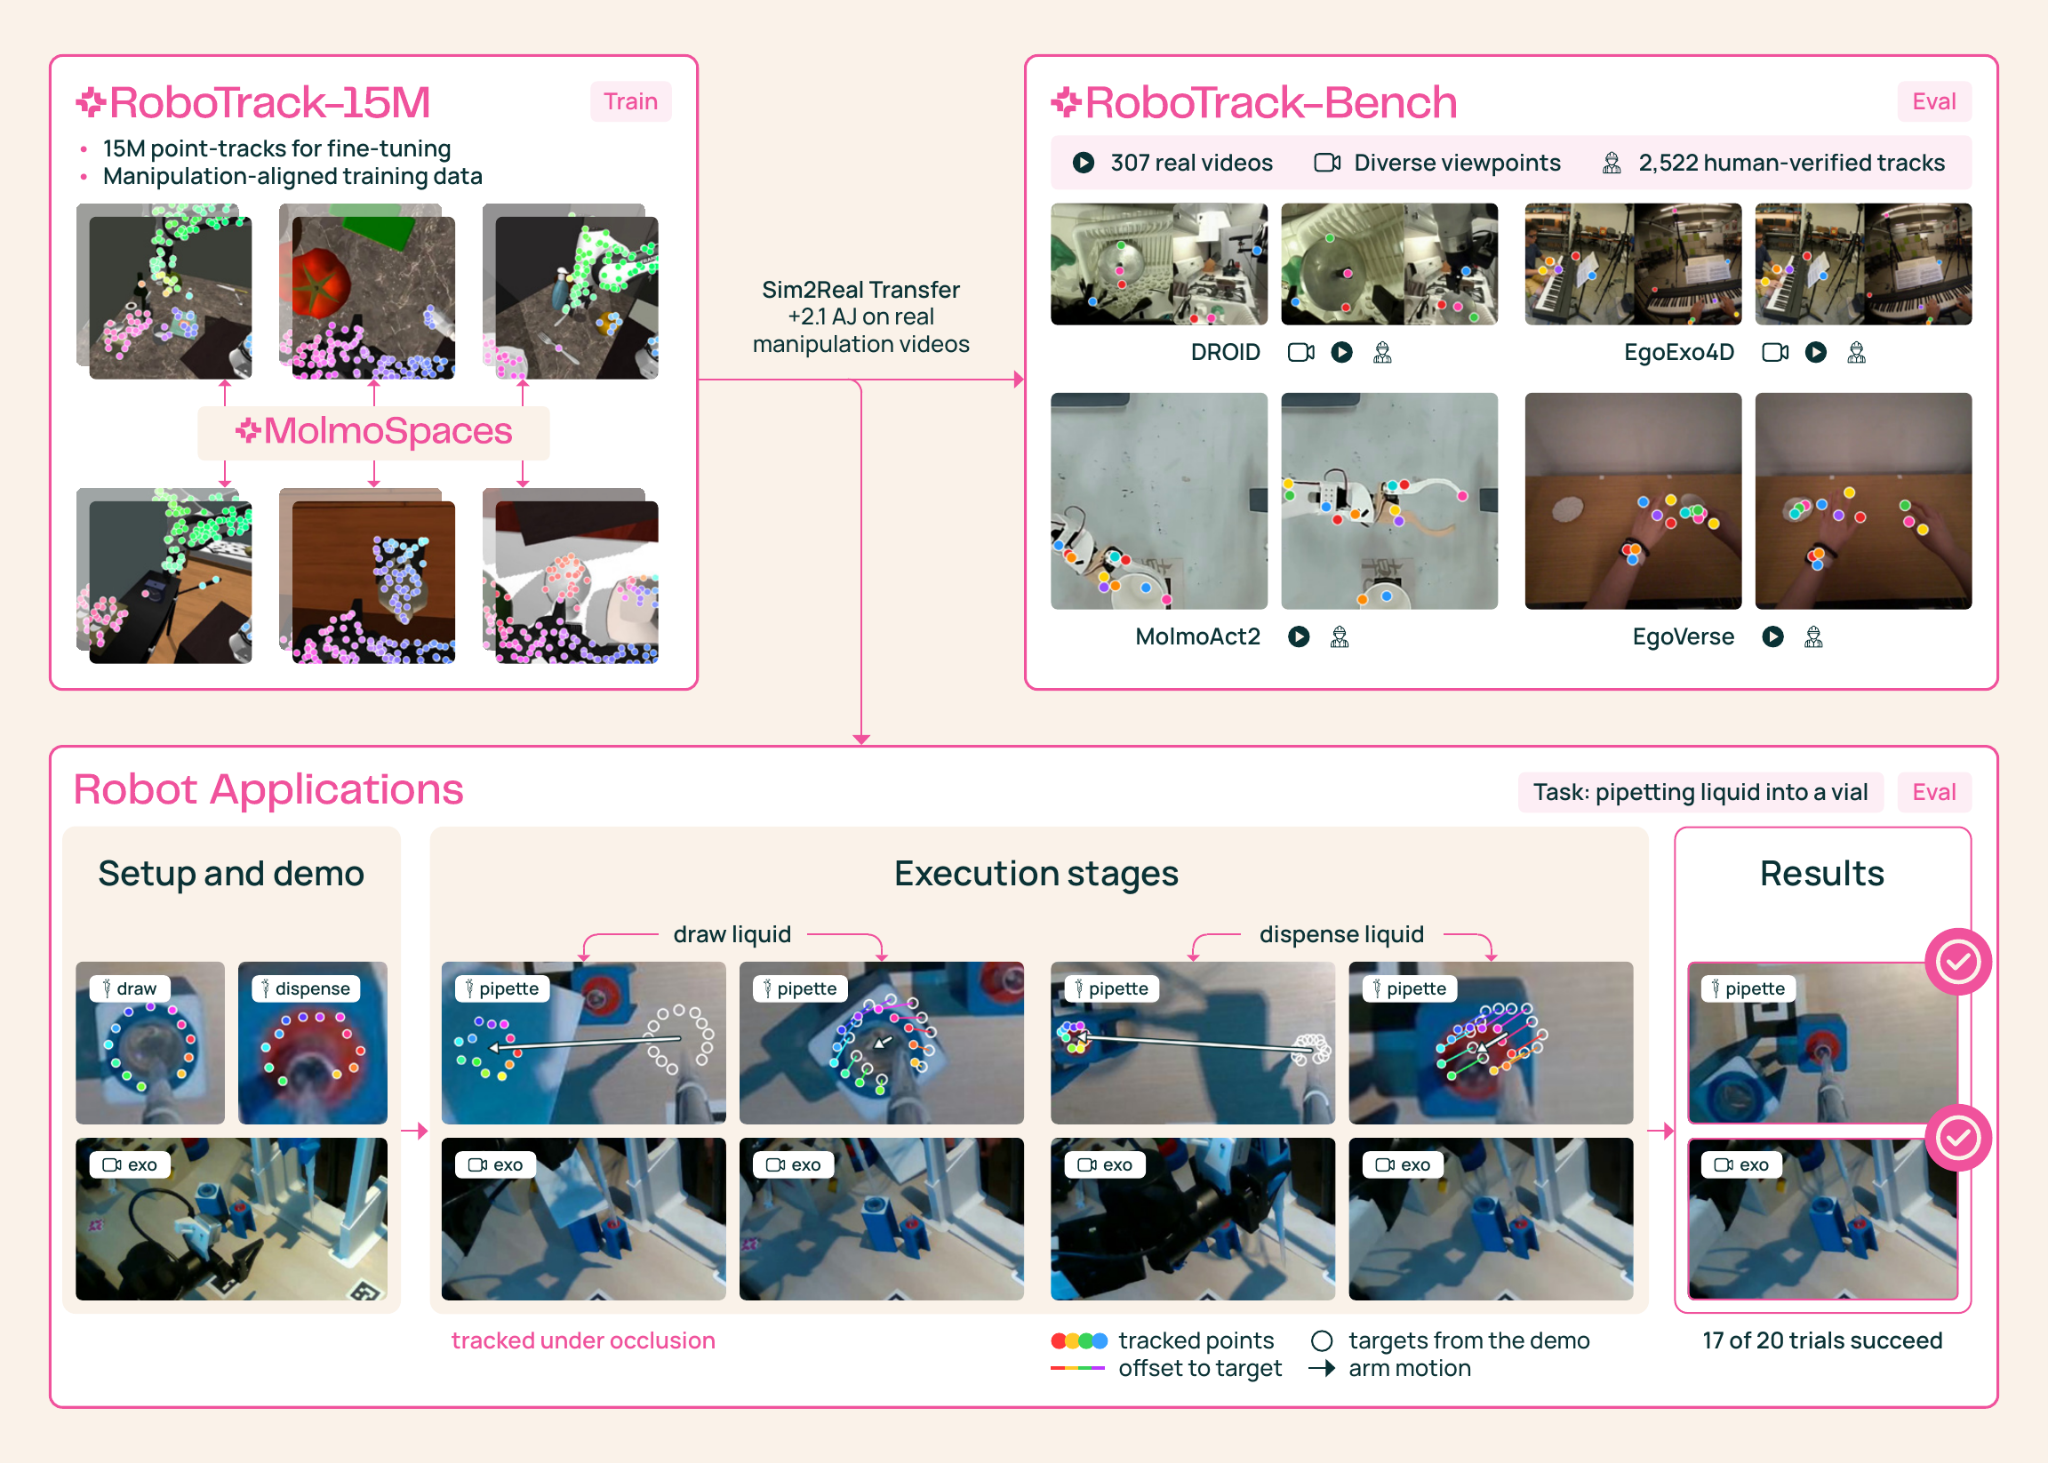 RoboTrack-15M
Train
• 15M point-tracks for fine-tuning
• Manipulation-aligned training data
MolmoSpaces
Sim2Real Transfer
+2.1 AJ on real
manipulation videos
RoboTrack-Bench
Eval
307 real videos
Diverse viewpoints
2,522 human-verified tracks
DROID
EgoExo4D
MolmoAct2
EgoVerse
Robot Applications
Task: pipetting liquid into a vial
Eval
Setup and demo
draw
dispense
exo
Execution stages
draw liquid
dispense liquid
pipette
pipette
pipette
pipette
exo
exo
exo
exo
Results
pipette
exo
tracked under occlusion
tracked points
targets from the demo
offset to target
arm motion
17 of 20 trials succeed